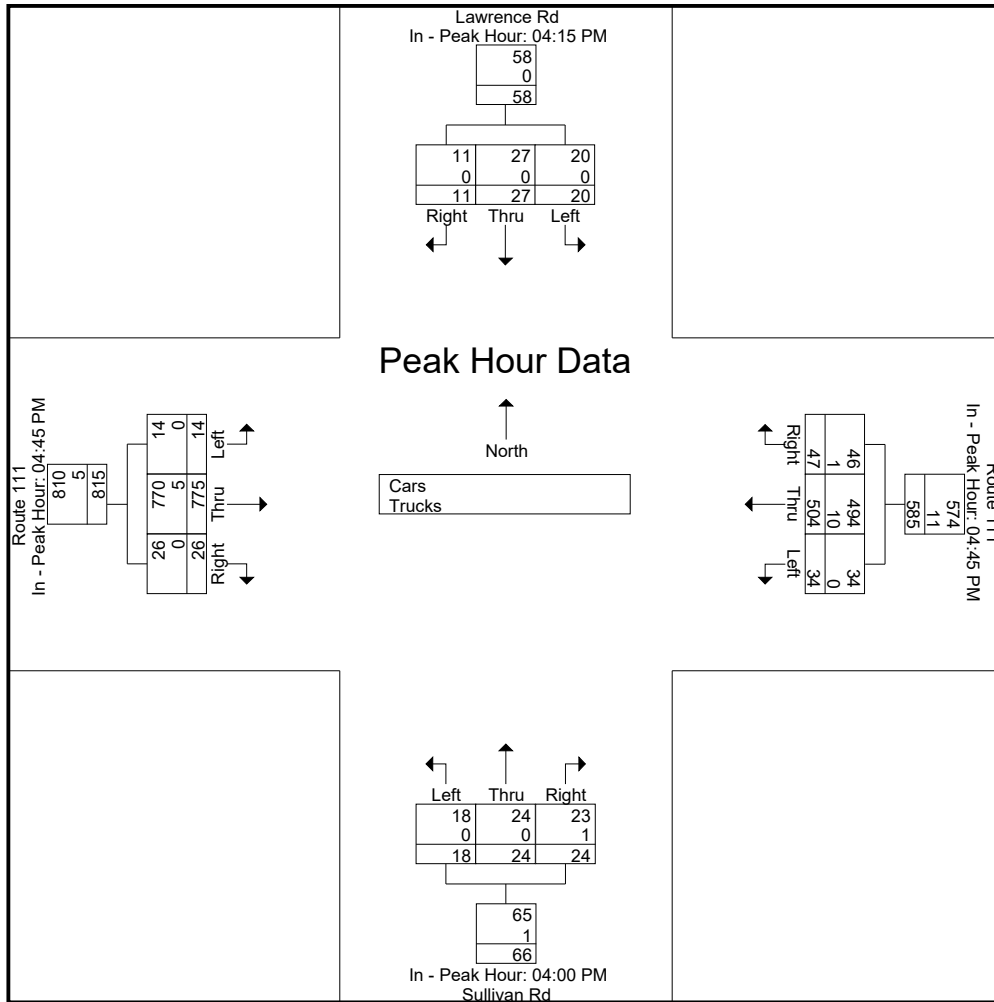 Lawrence Rd
In - Peak Hour: 04:15 PM
58
0
58
11 27 20
0 0 0
11 27 20
Right Thru Left
Peak Hour Data
North
Cars
Trucks
Route 111
In - Peak Hour: 04:45 PM
810
5
815
14 0 14
770 5 775
26 0 26
Left
Thru
Right
Right
Thru
Left
46 1 47
494 10 504
34 0 34
574
11
585
In - Peak Hour: 04:45 PM
Route 111
Left Thru Right
18 24 23
0 0 1
18 24 24
65
1
66
In - Peak Hour: 04:00 PM
Sullivan Rd